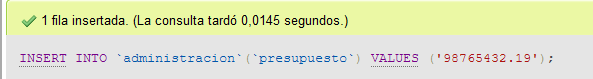 1 fila insertada. (La consulta tardó 0,0145 segundos.)
INSERT INTO `administracion`(`presupuesto`) VALUES ('98765432.19');